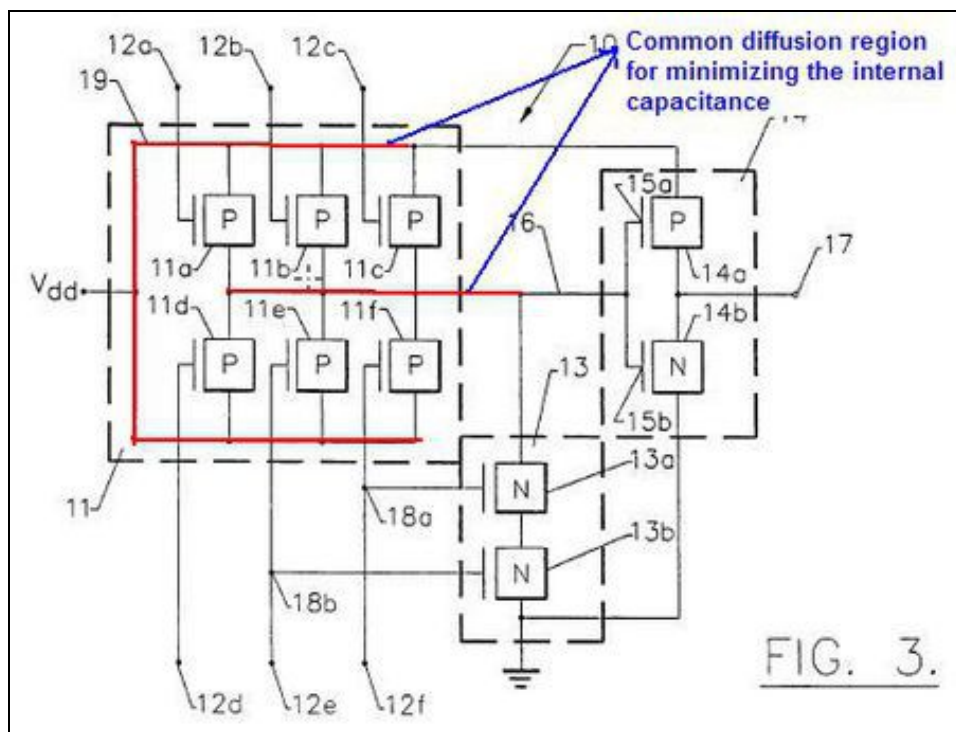 12a 12b 12c 10 Common diffusion region
for minimizing the internal
capacitance
19
15a
P P P P
16 17
11a 11b 11c 14a
Vdd
11d 11e 11f 14b
P P P N
13
15b
11 13a
N
18a
13b
N
18b
FIG. 3.
12d 12e 12f